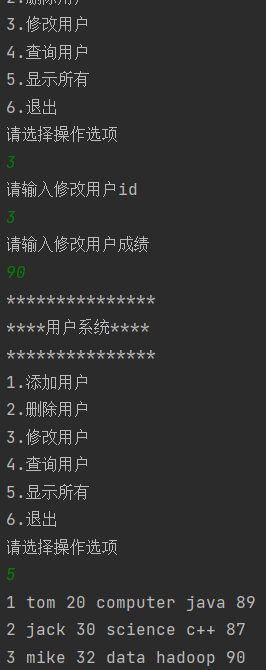 2.删除用户
3.修改用户
4.查询用户
5.显示所有
6.退出
请选择操作选项
3
请输入修改用户id
3
请输入修改用户成绩
90
***************
****用户系统****
***************
1.添加用户
2.删除用户
3.修改用户
4.查询用户
5.显示所有
6.退出
请选择操作选项
5
1 tom 20 computer java 89
2 jack 30 science c++ 87
3 mike 32 data hadoop 90